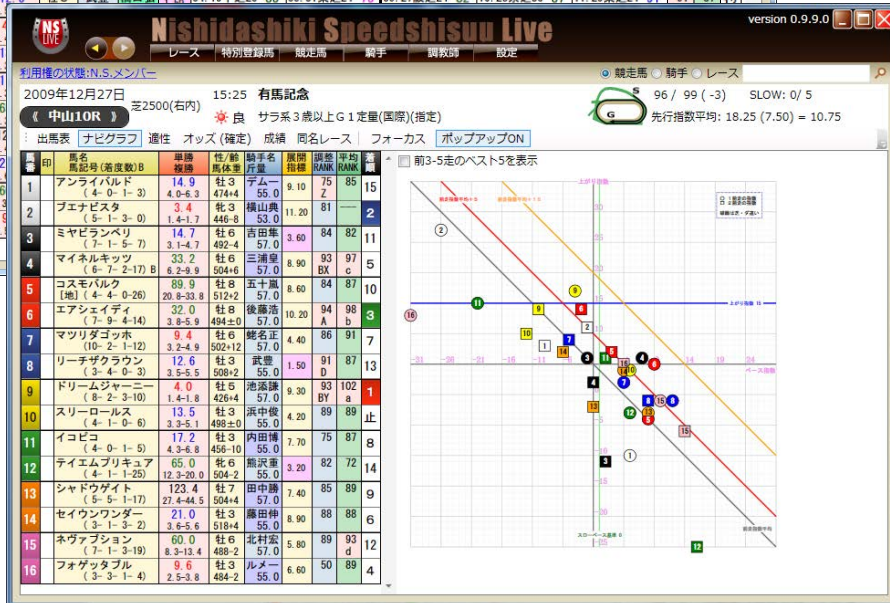 Nishidashiki Speedshisuu Live
version 0.9.9.0
NS
LIVE
レース 特別登録馬 競走馬 騎手 調教師 設定
利用権の状態:N.S.メンバー
競走馬 騎手 レース
2009年12月27日 15:25 有馬記念
《 中山10R 》 芝2500(右内) 良 サラ系3歳以上G1定量(国際)(指定)
S
G
96 / 99 ( -3) SLOW: 0/ 5
先行指数平均: 18.25 (7.50) = 10.75
出馬表 ナビグラフ 適性 オッズ (確定) 成績 同名レース フォーカス ポップアップON
前3-5走のベスト5を表示
馬番 印 馬名 馬記号(着度数)B 単勝 複勝 性/齢 馬体重 騎手名 斤量 展開指標 調整RANK 平均RANK 着順
1 アンライバルド 14.9 牡3 デムー 9.10 75 85 15
( 4- 0- 1- 3) 4.0-6.3 474+4 55.0 Z
2 ブエナビスタ 3.4 牝3 横山典 11.20 81 --- 2
( 5- 1- 3- 0) 1.4-1.7 446-8 53.0
3 ミヤビランベリ 14.7 牡6 吉田隼 3.60 84 82 11
( 7- 1- 5- 7) 3.1-4.7 492-4 57.0
4 マイネルキッツ 33.2 牡6 三浦皇 8.90 93 97 5
( 6- 7- 2-17) B 6.2-9.9 504+6 57.0 BX c
5 コスモバルク 89.9 牡8 五十嵐 8.60 84 87 10
[地] ( 4- 4- 0-26) 20.8-33.8 512+2 57.0
6 エアシェイディ 32.0 牡8 後藤浩 10.20 94 98 3
( 7- 9- 4-14) 3.8-5.9 494±0 57.0 A b
7 マツリダゴッホ 9.4 牡6 蛯名正 4.40 86 91 7
(10- 2- 1-12) 3.2-4.9 502+12 57.0
8 リーチザクラウン 12.6 牡3 武豊 1.50 91 87 13
( 3- 4- 0- 3) 3.5-5.5 508+2 55.0 D
9 ドリームジャーニー 4.0 牡5 池添謙 9.30 93 102 1
( 8- 2- 3-10) 1.4-1.8 426+4 57.0 BY a
10 スリーロールス 13.5 牡3 浜中俊 4.20 89 89 止
( 4- 1- 0- 6) 3.3-5.1 498±0 55.0
11 イコピコ 17.2 牡3 内田博 7.70 75 87 8
( 4- 0- 1- 5) 4.3-6.8 456-10 55.0
12 テイエムプリキュア 65.0 牝6 熊沢重 3.20 82 72 14
( 4- 1- 1-25) 12.3-20.0 504-2 55.0
13 シャドウゲイト 123.4 牡7 田中勝 7.40 85 89 9
( 5- 5- 1-17) 27.4-44.5 504+4 57.0
14 セイウンワンダー 21.0 牡3 藤田伸 8.90 88 88 6
( 3- 1- 3- 2) 3.6-5.6 518+4 55.0
15 ネヴァブション 60.0 牡6 北村宏 5.80 89 93 12
( 7- 1- 3-19) 8.3-13.4 488-2 57.0 d
16 フォゲッタブル 9.6 牡3 ルメー 6.60 50 89 4
( 3- 3- 1- 4) 2.5-3.8 484-2 55.0
上がり指数
上がり指数 15
ペース指数
スローペース基準 0
前走指数平均